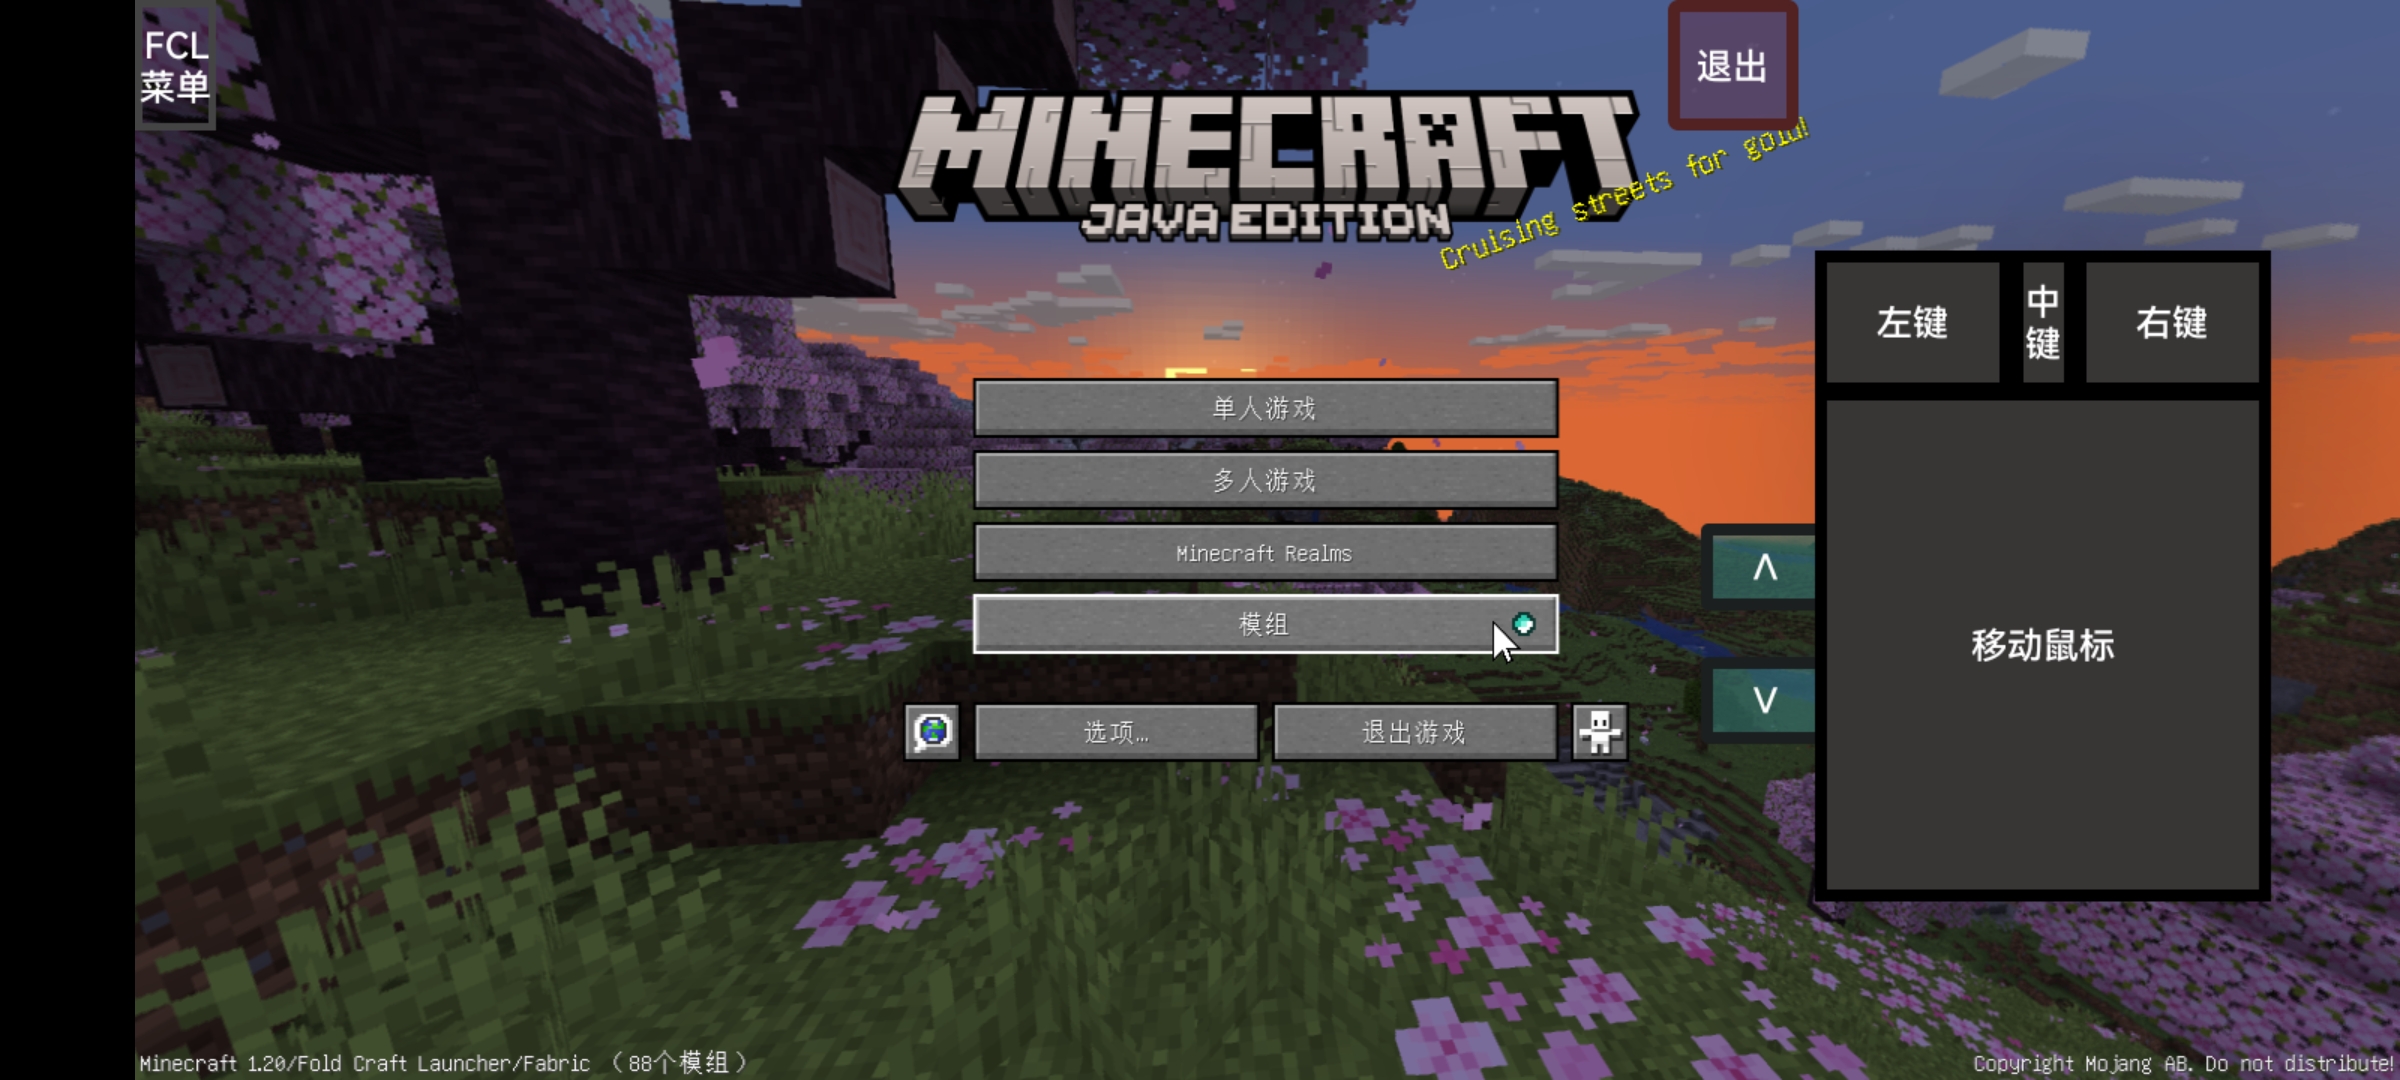 FCL
菜单
退出
MINECRAFT
JAVA EDITION
Cruising streets for gold!
左键
中
键
右键
单人游戏
多人游戏
Minecraft Realms
模组
选项...
退出游戏
∧
∨
移动鼠标
Minecraft 1.20/Fold Craft Launcher/Fabric （88个模组）
Copyright Mojang AB. Do not distribute!